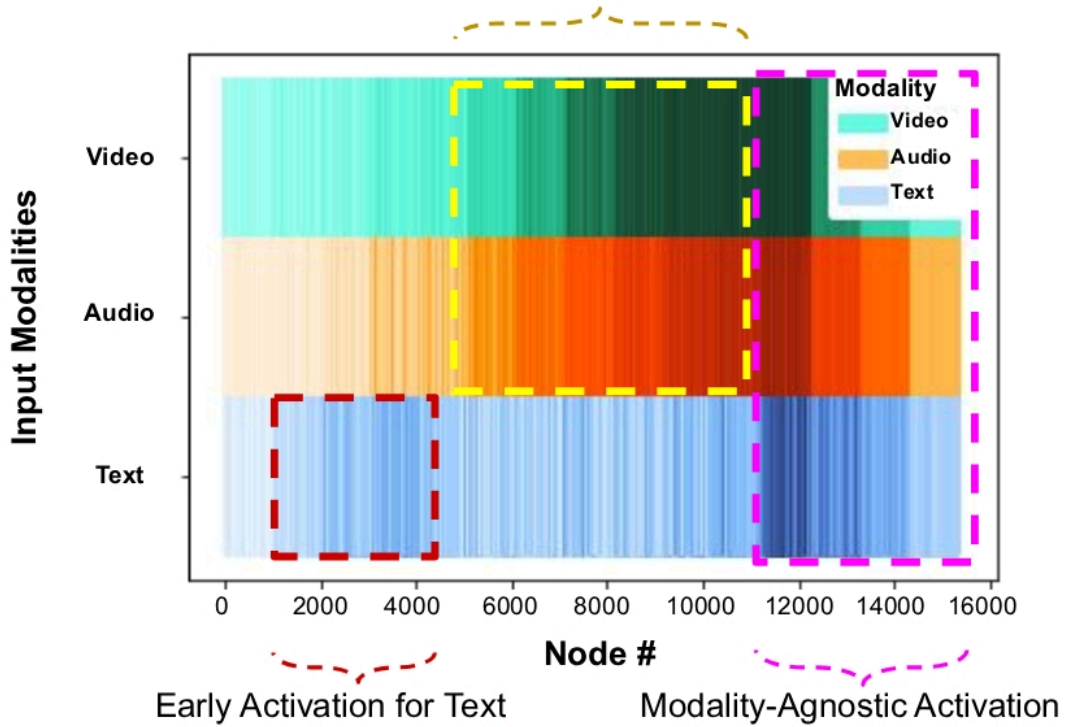 Modality
Video
Audio
Text
Input Modalities
Video
Audio
Text
0 2000 4000 6000 8000 10000 12000 14000 16000
Node #
Early Activation for Text
Modality-Agnostic Activation